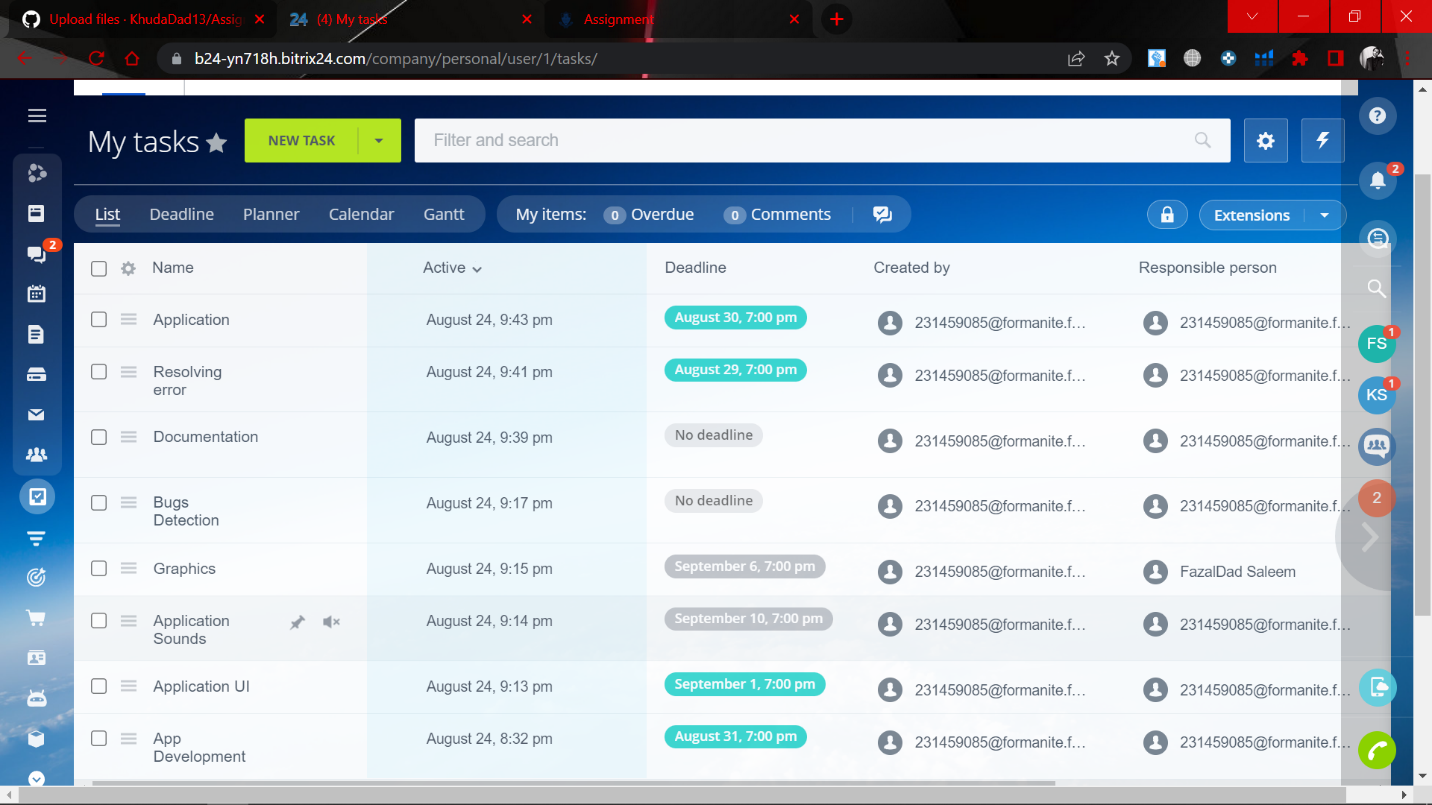 Upload files · KhudaDad13/Assig
24 (4) My tasks
Assignment
b24-yn718h.bitrix24.com/company/personal/user/1/tasks/
My tasks
NEW TASK
Filter and search
?
2
List Deadline Planner Calendar Gantt
My items: 0 Overdue 0 Comments
Extensions
2
Name Active Deadline Created by Responsible person
Application August 24, 9:43 pm August 30, 7:00 pm 231459085@formanite.f... 231459085@formanite.f...
FS 1
Resolving
error
August 24, 9:41 pm August 29, 7:00 pm 231459085@formanite.f... 231459085@formanite.f...
KS 1
Documentation August 24, 9:39 pm No deadline 231459085@formanite.f... 231459085@formanite.f...
Bugs
Detection
August 24, 9:17 pm No deadline 231459085@formanite.f... 231459085@formanite.f...
2
Graphics August 24, 9:15 pm September 6, 7:00 pm 231459085@formanite.f... FazalDad Saleem
Application
Sounds
August 24, 9:14 pm September 10, 7:00 pm 231459085@formanite.f... 231459085@formanite.f...
Application UI August 24, 9:13 pm September 1, 7:00 pm 231459085@formanite.f... 231459085@formanite.f...
App
Development
August 24, 8:32 pm August 31, 7:00 pm 231459085@formanite.f... 231459085@formanite.f...